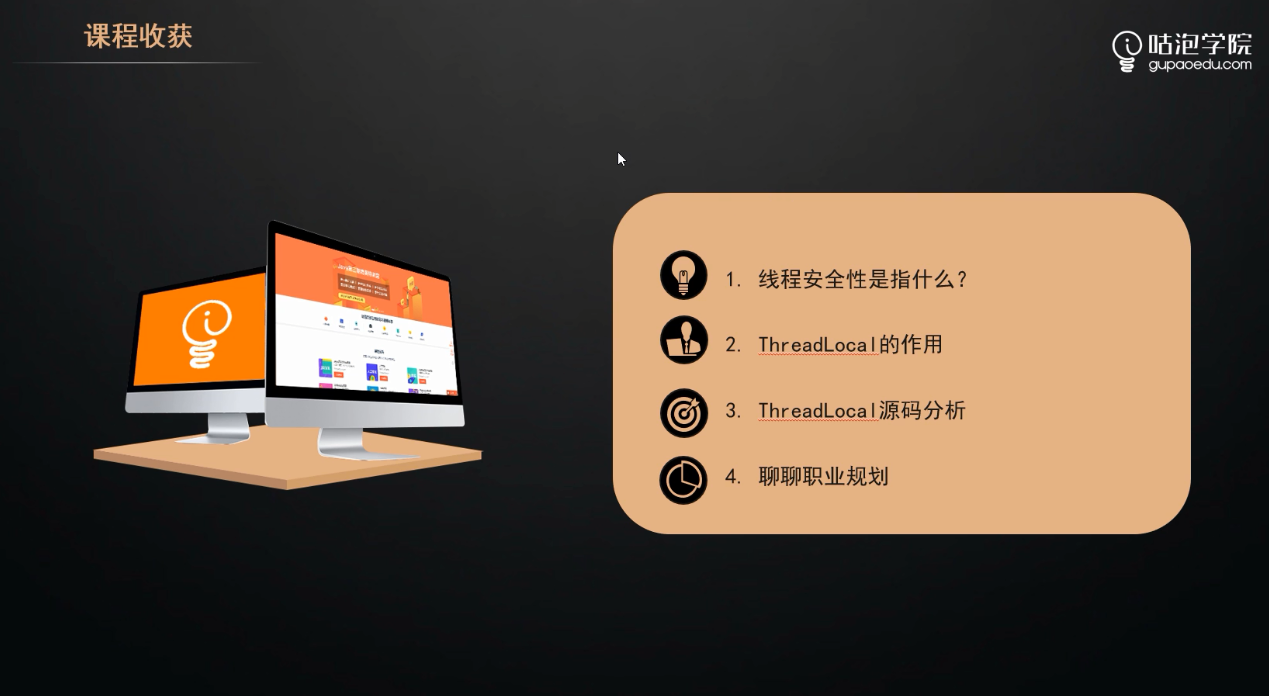 课程收获
咕泡学院
gupaoedu.com
1. 线程安全性是指什么?
2. ThreadLocal的作用
3. ThreadLocal源码分析
4. 聊聊职业规划